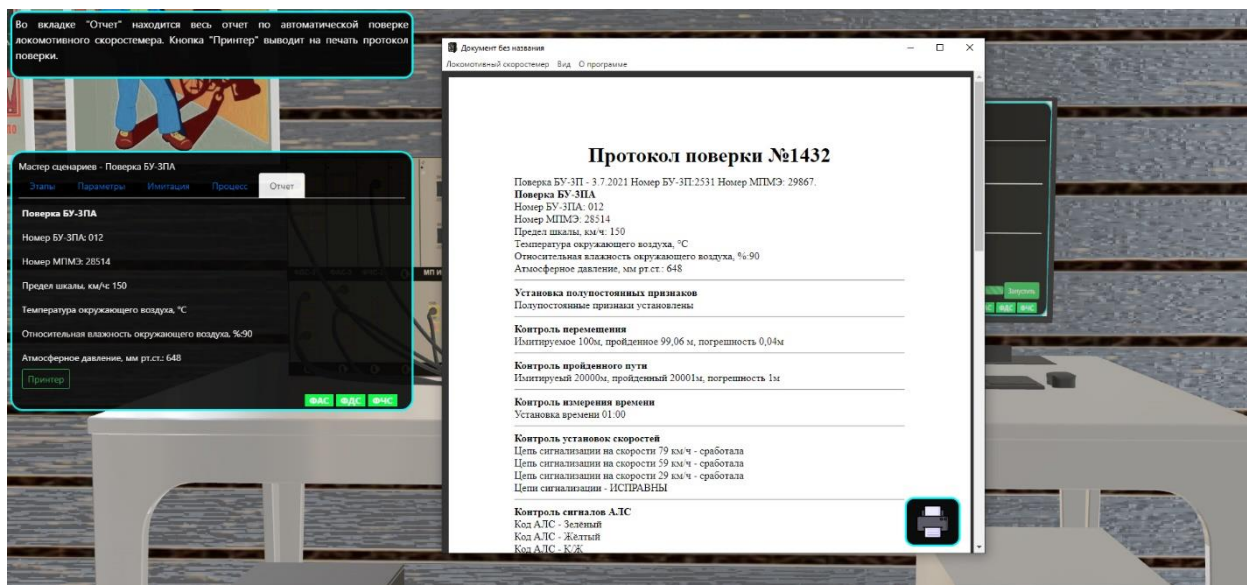 Во вкладке "Отчет" находится весь отчет по автоматической поверке
локомотивного скоростемера. Кнопка "Принтер" выводит на печать протокол
поверки.
Мастер сценариев - Поверка БУ-3ПА
Этапы Параметры Имитация Процесс Отчет
Поверка БУ-3ПА
Номер БУ-3ПА: 012
Номер МПМЭ: 28514
Предел шкалы, км/ч: 150
Температура окружающего воздуха, °С
Относительная влажность окружающего воздуха, %:90
Атмосферное давление, мм рт.ст.: 648
Принтер
ФАС ФДС ФЧС
Документ без названия
Локомотивный скоростемер Вид О программе
Протокол поверки №1432
Поверка БУ-3П - 3.7.2021 Номер БУ-3П:2531 Номер МПМЭ: 29867.
Поверка БУ-3ПА
Номер БУ-3ПА: 012
Номер МПМЭ: 28514
Предел шкалы, км/ч: 150
Температура окружающего воздуха, °С
Относительная влажность окружающего воздуха, %:90
Атмосферное давление, мм рт.ст.: 648
Установка полупостоянных признаков
Полупостоянные признаки установлены
Контроль перемещения
Имитируемое 100м, пройденное 99,06 м, погрешность 0,04м
Контроль пройденного пути
Имитируеый 20000м, пройденный 20001м, погрешность 1м
Контроль измерения времени
Установка времени 01:00
Контроль установок скоростей
Цепь сигнализации на скорости 79 км/ч - сработала
Цепь сигнализации на скорости 59 км/ч - сработала
Цепь сигнализации на скорости 29 км/ч - сработала
Цепи сигнализации - ИСПРАВНЫ
Контроль сигналов АЛС
Код АЛС - Зелёный
Код АЛС - Жёлтый
Код АЛС - К/Ж
МП И
Запустить
ФДС ФЧС